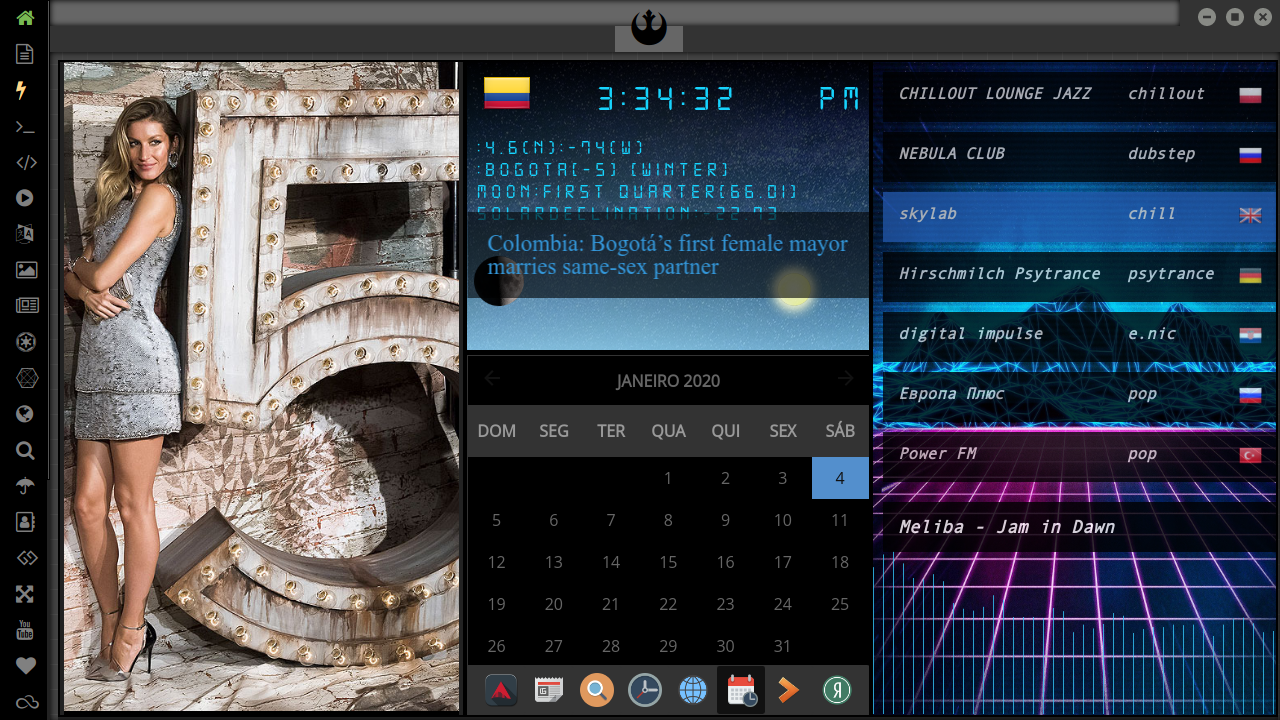 3:34:32 PM
:4.6(N):-74(W)
:BOGOTA(-5) (WINTER)
MOON:FIRST QUARTER(66.01)
SOLARDECLINATION:-22.93
Colombia: Bogotá’s first female mayor
marries same-sex partner
JANEIRO 2020
DOM SEG TER QUA QUI SEX SÁB
1 2 3 4
5 6 7 8 9 10 11
12 13 14 15 16 17 18
19 20 21 22 23 24 25
26 27 28 29 30 31
CHILLOUT LOUNGE JAZZ chillout
NEBULA CLUB dubstep
skylab chill
Hirschmilch Psytrance psytrance
digital impulse e.nic
Европа Плюс pop
Power FM pop
Meliba - Jam in Dawn
You
Tube
Я